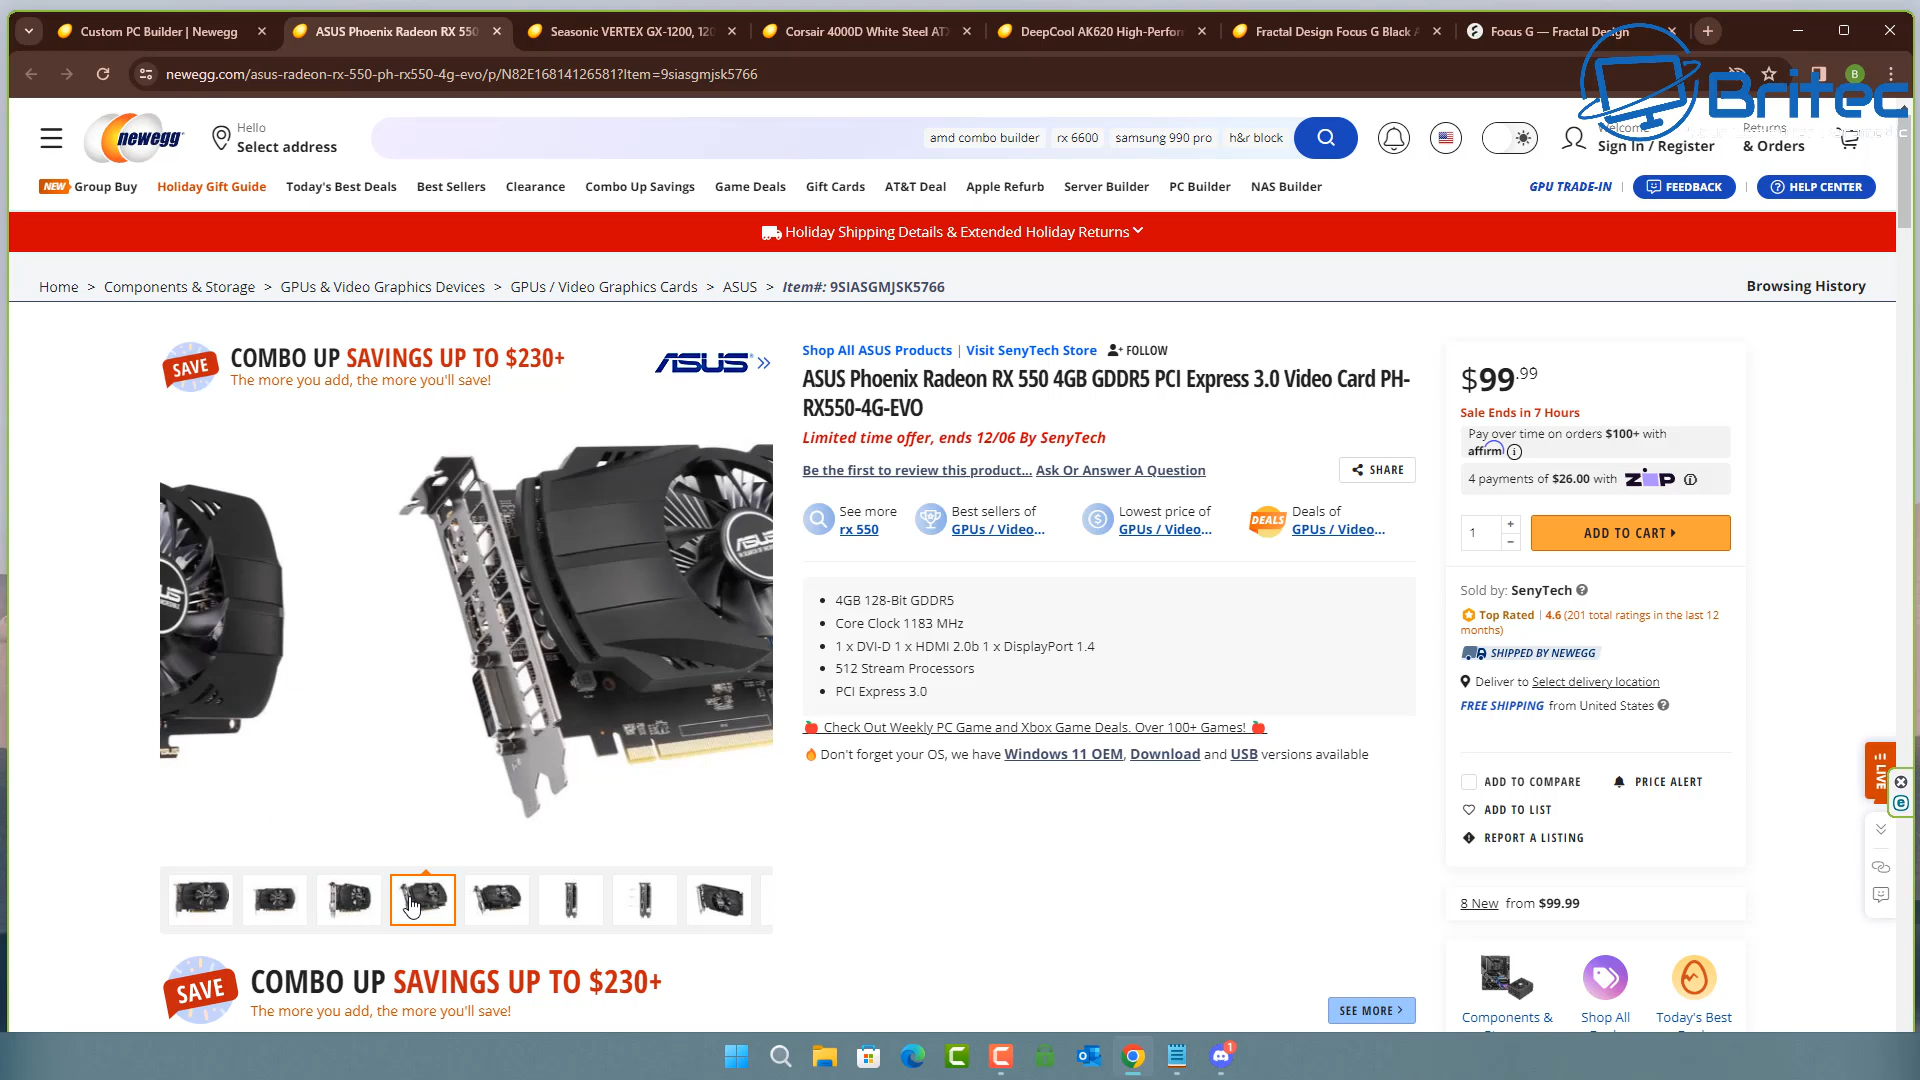 Custom PC Builder | Newegg
ASUS Phoenix Radeon RX 550
Seasonic VERTEX GX-1200, 120
Corsair 4000D White Steel AT
DeepCool AK620 High-Perfor
Fractal Design Focus G Black A
Focus G — Fractal Design
newegg.com/asus-radeon-rx-550-ph-rx550-4g-evo/p/N82E16814126581?Item=9siasgmjsk5766
B
Britec
newegg
Hello
Select address
amd combo builder
rx 6600
samsung 990 pro
h&r block
Welcome
Sign In / Register
Returns
& Orders
NEW Group Buy
Holiday Gift Guide
Today's Best Deals
Best Sellers
Clearance
Combo Up Savings
Game Deals
Gift Cards
AT&T Deal
Apple Refurb
Server Builder
PC Builder
NAS Builder
GPU TRADE-IN
FEEDBACK
HELP CENTER
Holiday Shipping Details & Extended Holiday Returns
Home > Components & Storage > GPUs & Video Graphics Devices > GPUs / Video Graphics Cards > ASUS > Item#: 9SIASGMJSK5766
Browsing History
SAVE
COMBO UP SAVINGS UP TO $230+
The more you add, the more you'll save!
ASUS
Shop All ASUS Products | Visit SenyTech Store
FOLLOW
ASUS Phoenix Radeon RX 550 4GB GDDR5 PCI Express 3.0 Video Card PH-
RX550-4G-EVO
Limited time offer, ends 12/06 By SenyTech
Be the first to review this product... Ask Or Answer A Question
SHARE
See more
rx 550
Best sellers of
GPUs / Video...
Lowest price of
GPUs / Video...
DEALS
Deals of
GPUs / Video...
4GB 128-Bit GDDR5
Core Clock 1183 MHz
1 x DVI-D 1 x HDMI 2.0b 1 x DisplayPort 1.4
512 Stream Processors
PCI Express 3.0
Check Out Weekly PC Game and Xbox Game Deals. Over 100+ Games!
Don't forget your OS, we have Windows 11 OEM, Download and USB versions available
ASUS
ASUS
$99.99
Sale Ends in 7 Hours
Pay over time on orders $100+ with
affirm
4 payments of $26.00 with ZIP
1
+
-
ADD TO CART
Sold by: SenyTech
Top Rated | 4.6 (201 total ratings in the last 12
months)
SHIPPED BY NEWEGG
Deliver to Select delivery location
FREE SHIPPING from United States
ADD TO COMPARE
PRICE ALERT
ADD TO LIST
REPORT A LISTING
LIVE
8 New from $99.99
Components &
Shop All
Today's Best
SAVE
COMBO UP SAVINGS UP TO $230+
The more you add, the more you'll save!
SEE MORE
1